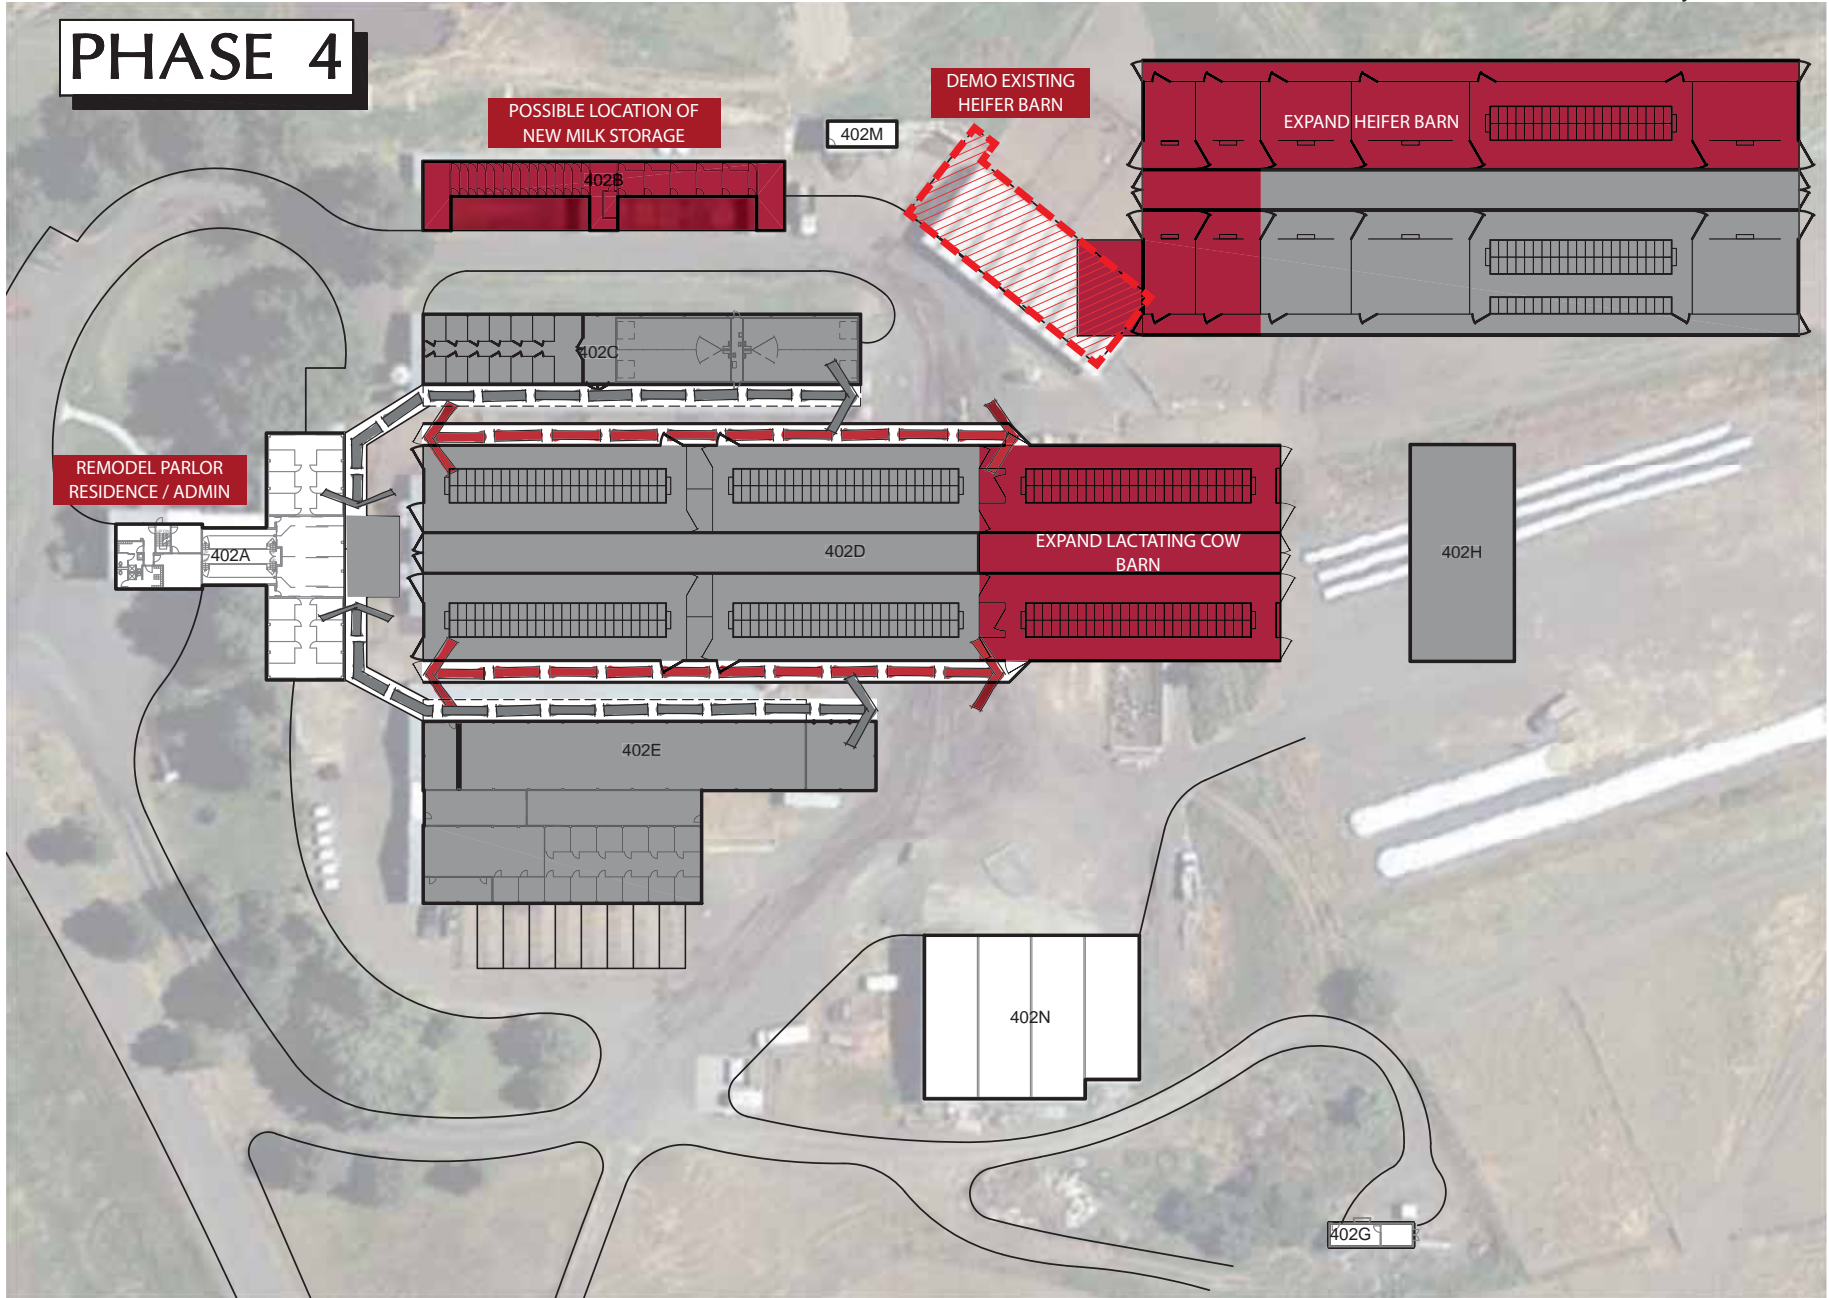 PHASE 4
DEMO EXISTING
HEIFER BARN
POSSIBLE LOCATION OF
NEW MILK STORAGE
EXPAND HEIFER BARN
402M
402B
402C
REMODEL PARLOR
RESIDENCE / ADMIN
402A
402D
EXPAND LACTATING COW
BARN
402H
402E
402N
402G